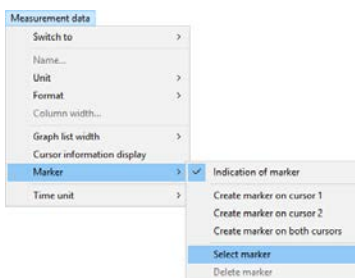 Measurement data
Switch to
Name...
Unit
Format
Column width...
Graph list width
Cursor information display
Marker
Time unit
Indication of marker
Create marker on cursor 1
Create marker on cursor 2
Create marker on both cursors
Select marker
Delete marker